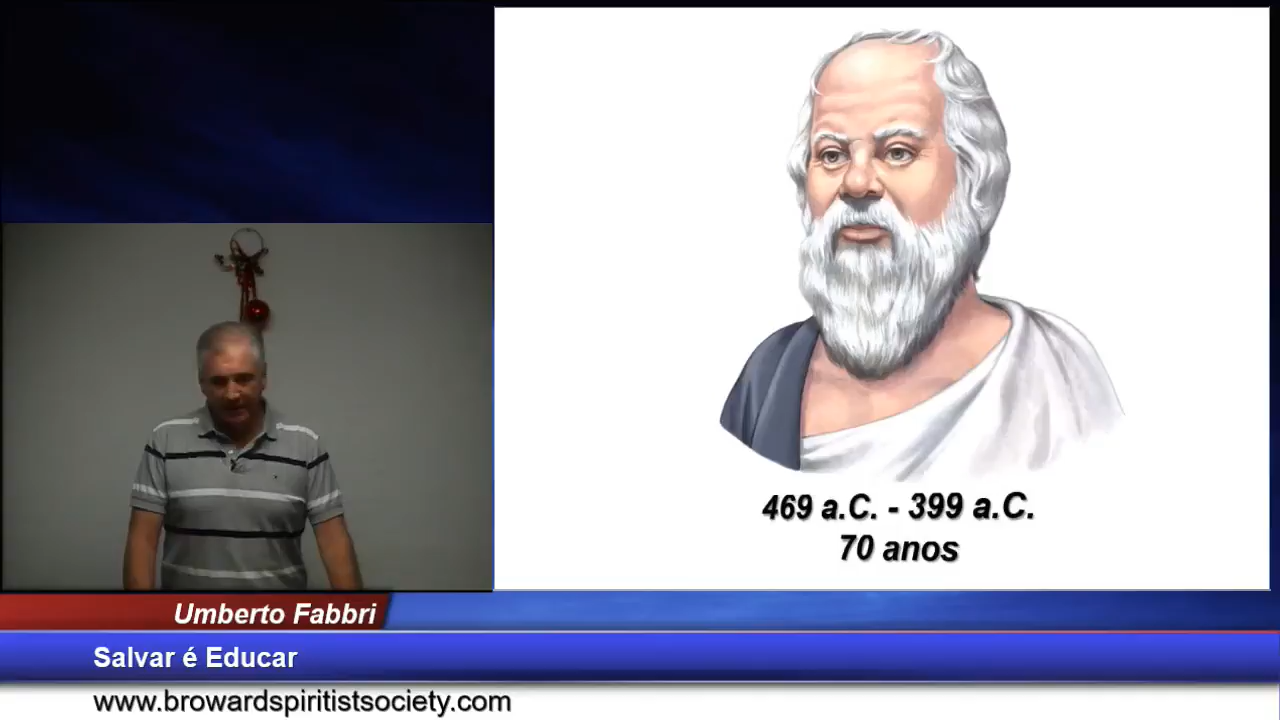 469 a.C. - 399 a.C.
70 anos
Umberto Fabbri
Salvar é Educar
www.browardspiritistsociety.com